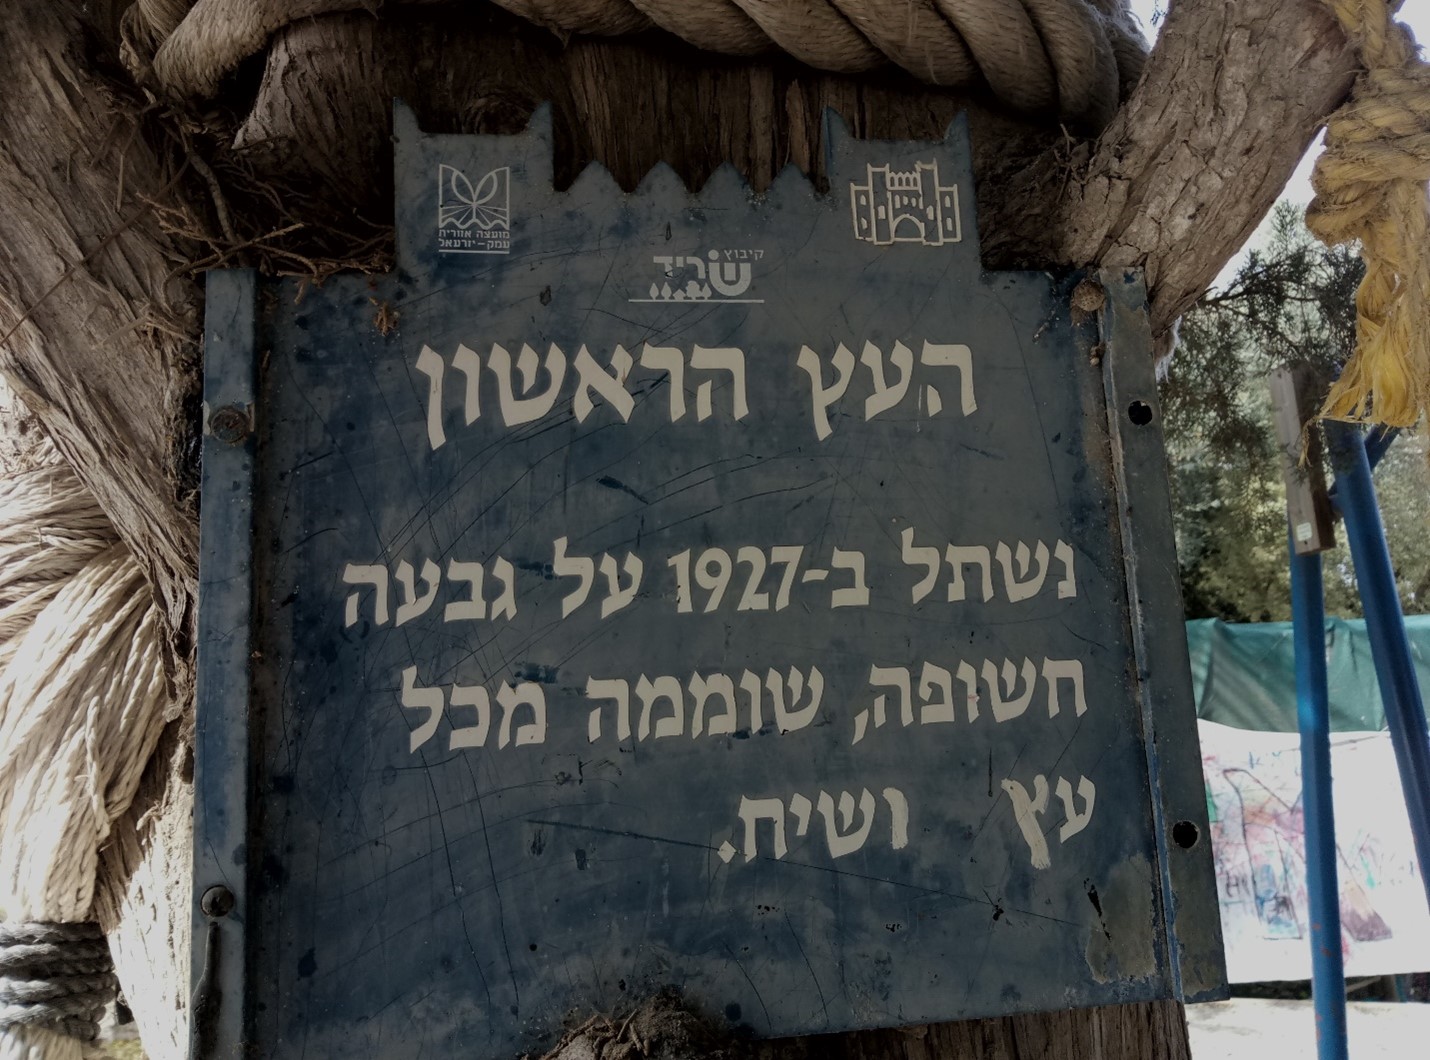 מועצה אזורית
עמק-יזרעאל
קיבוץ
שריד
העץ הראשון
נשתל ב-1927 על גבעה
חשופה, שוממה מכל
עץ ושיח.